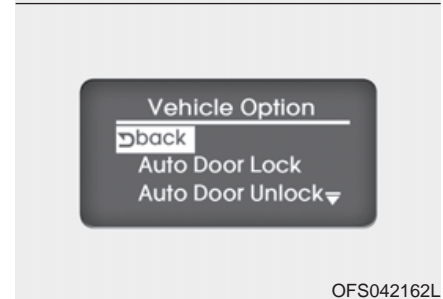 Vehicle Option
back
Auto Door Lock
Auto Door Unlock
OFS042162L